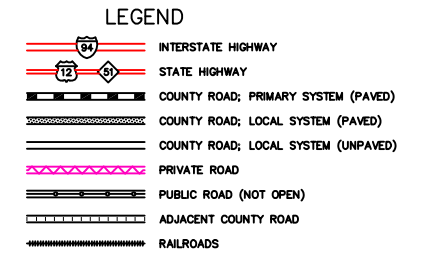 LEGEND
94 INTERSTATE HIGHWAY
12 51 STATE HIGHWAY
COUNTY ROAD; PRIMARY SYSTEM (PAVED)
COUNTY ROAD; LOCAL SYSTEM (PAVED)
COUNTY ROAD; LOCAL SYSTEM (UNPAVED)
PRIVATE ROAD
PUBLIC ROAD (NOT OPEN)
ADJACENT COUNTY ROAD
RAILROADS